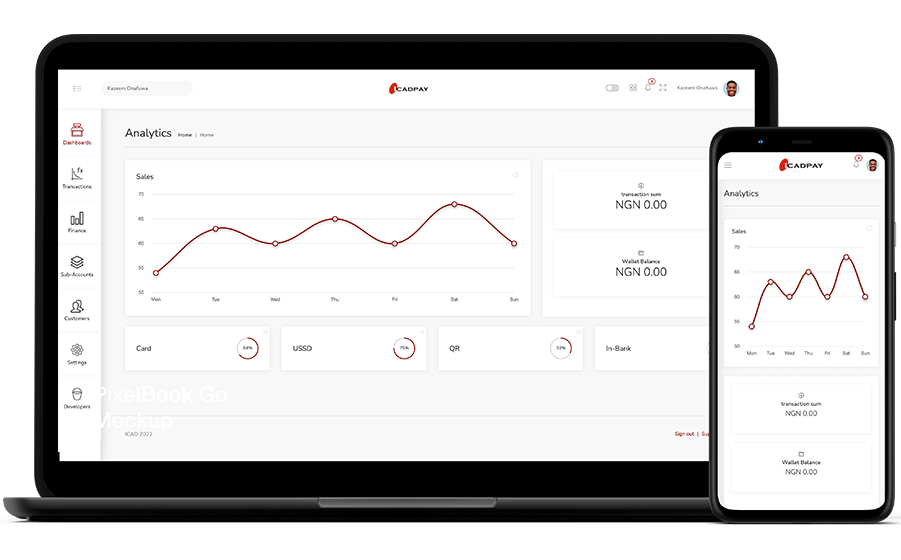 Kazeem Onafuwa
CADPAY
3
Kazeem Onafuwa
Dashboards
Transactions
Finance
Sub-Accounts
Customers
Settings
Developers
Analytics Home | Home
Sales
70
65
60
55
50
Mon Tue Wed Thu Fri Sat Sun
transaction sum
NGN 0.00
Wallet Balance
NGN 0.00
Card 64%
USSD 75%
QR 32%
In-Bank
PixelBook Go
Mockup
ICAD 2022
Sign out | Sup
CADPAY
3
Analytics
Sales
70
65
60
55
50
Mon Tue Wed Thu Fri Sat Sun
transaction sum
NGN 0.00
Wallet Balance
NGN 0.00